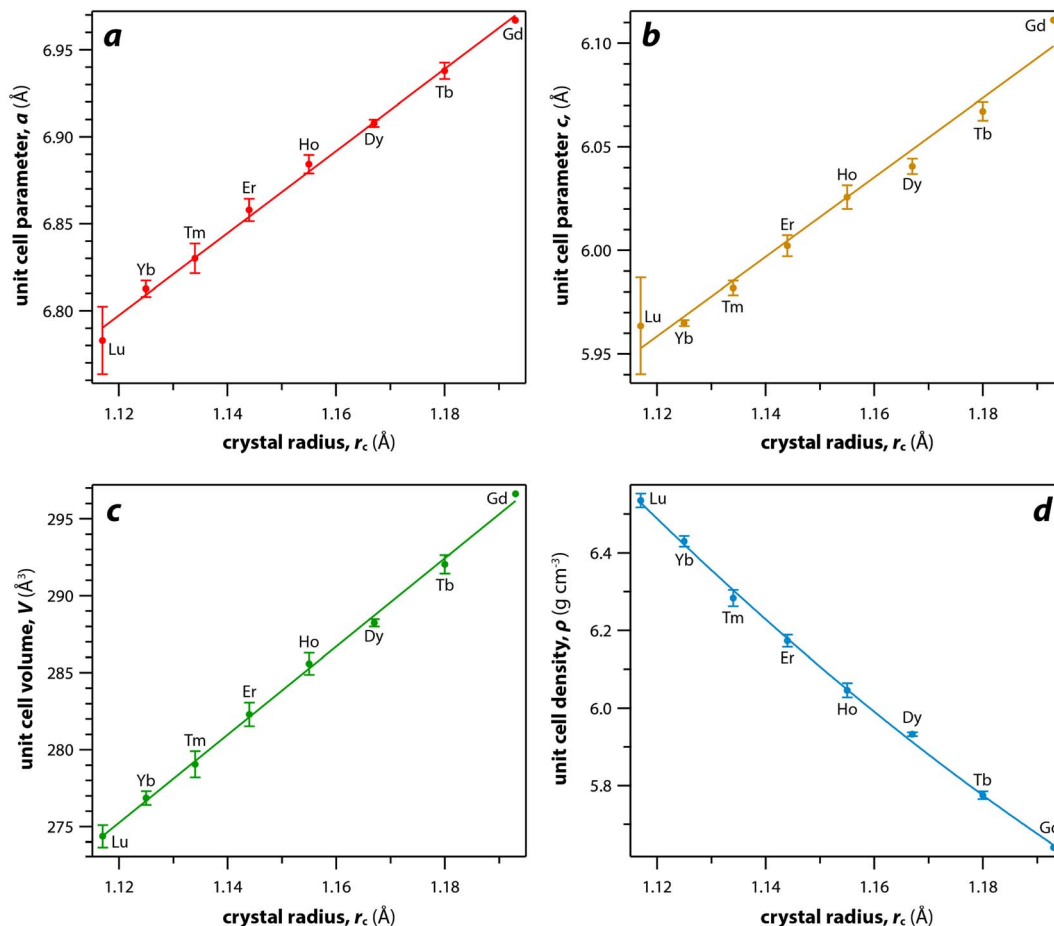 a
6.95
6.90
6.85
6.80
unit cell parameter, a (Å)
Gd
Tb
Dy
Ho
Er
Tm
Yb
Lu
1.12 1.14 1.16 1.18
crystal radius, rc (Å)
b
6.10
6.05
6.00
5.95
unit cell parameter c, (Å)
Gd
Tb
Dy
Ho
Er
Tm
Yb
Lu
1.12 1.14 1.16 1.18
crystal radius, rc (Å)
c
295
290
285
280
275
unit cell volume, V (Å³)
Gd
Tb
Dy
Ho
Er
Tm
Yb
Lu
1.12 1.14 1.16 1.18
crystal radius, rc (Å)
d
6.4
6.2
6.0
5.8
unit cell density, ρ (g cm⁻³)
Lu
Yb
Tm
Er
Ho
Dy
Tb
1.12 1.14 1.16 1.18
crystal radius, rc (Å)